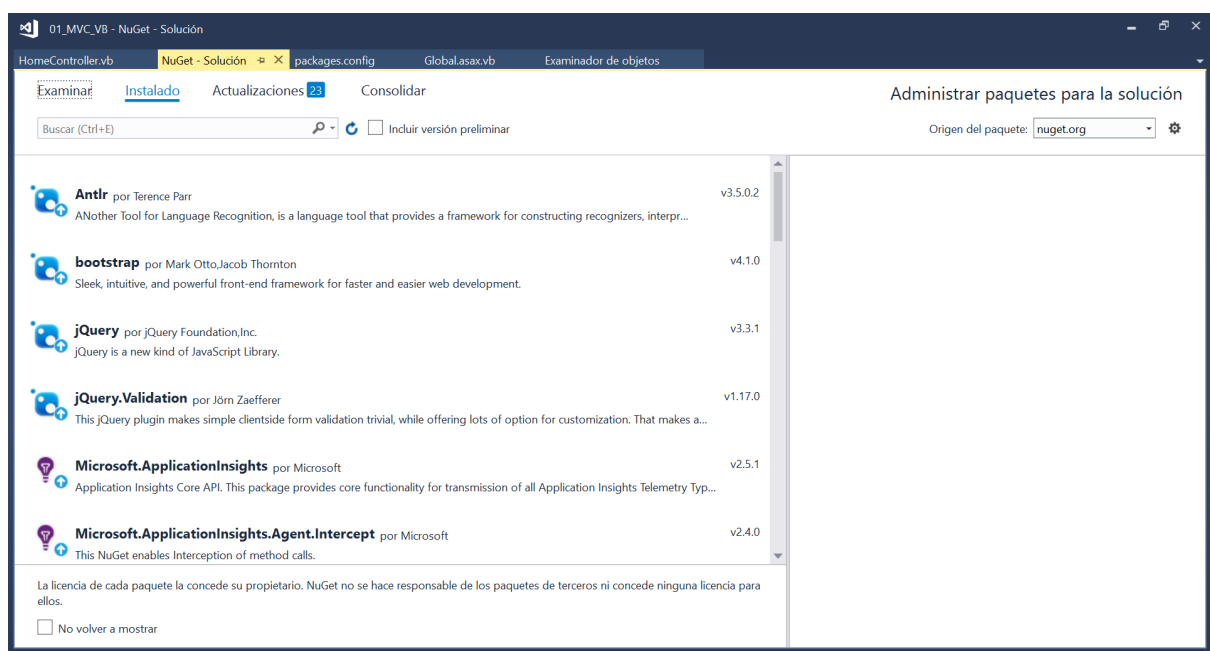 01_MVC_VB - NuGet - Solución
HomeController.vb NuGet - Solución packages.config Global.asax.vb Examinador de objetos
Examinar Instalado Actualizaciones 23 Consolidar
Administrar paquetes para la solución
Buscar (Ctrl+E) Incluir versión preliminar
Origen del paquete: nuget.org
Antlr por Terence Parr v3.5.0.2
ANother Tool for Language Recognition, is a language tool that provides a framework for constructing recognizers, interpr...
bootstrap por Mark Otto,Jacob Thornton v4.1.0
Sleek, intuitive, and powerful front-end framework for faster and easier web development.
jQuery por jQuery Foundation,Inc. v3.3.1
jQuery is a new kind of JavaScript Library.
jQuery.Validation por Jörn Zaefferer v1.17.0
This jQuery plugin makes simple clientside form validation trivial, while offering lots of option for customization. That makes a...
Microsoft.ApplicationInsights por Microsoft v2.5.1
Application Insights Core API. This package provides core functionality for transmission of all Application Insights Telemetry Typ...
Microsoft.ApplicationInsights.Agent.Intercept por Microsoft v2.4.0
This NuGet enables Interception of method calls.
La licencia de cada paquete la concede su propietario. NuGet no se hace responsable de los paquetes de terceros ni concede ninguna licencia para
ellos.
No volver a mostrar